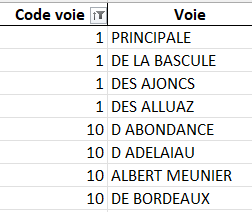 Code voie Voie
1 PRINCIPALE
1 DE LA BASCULE
1 DES AJONCS
1 DES ALLUAZ
10 D ABONDANCE
10 D ADELAIAU
10 ALBERT MEUNIER
10 DE BORDEAUX